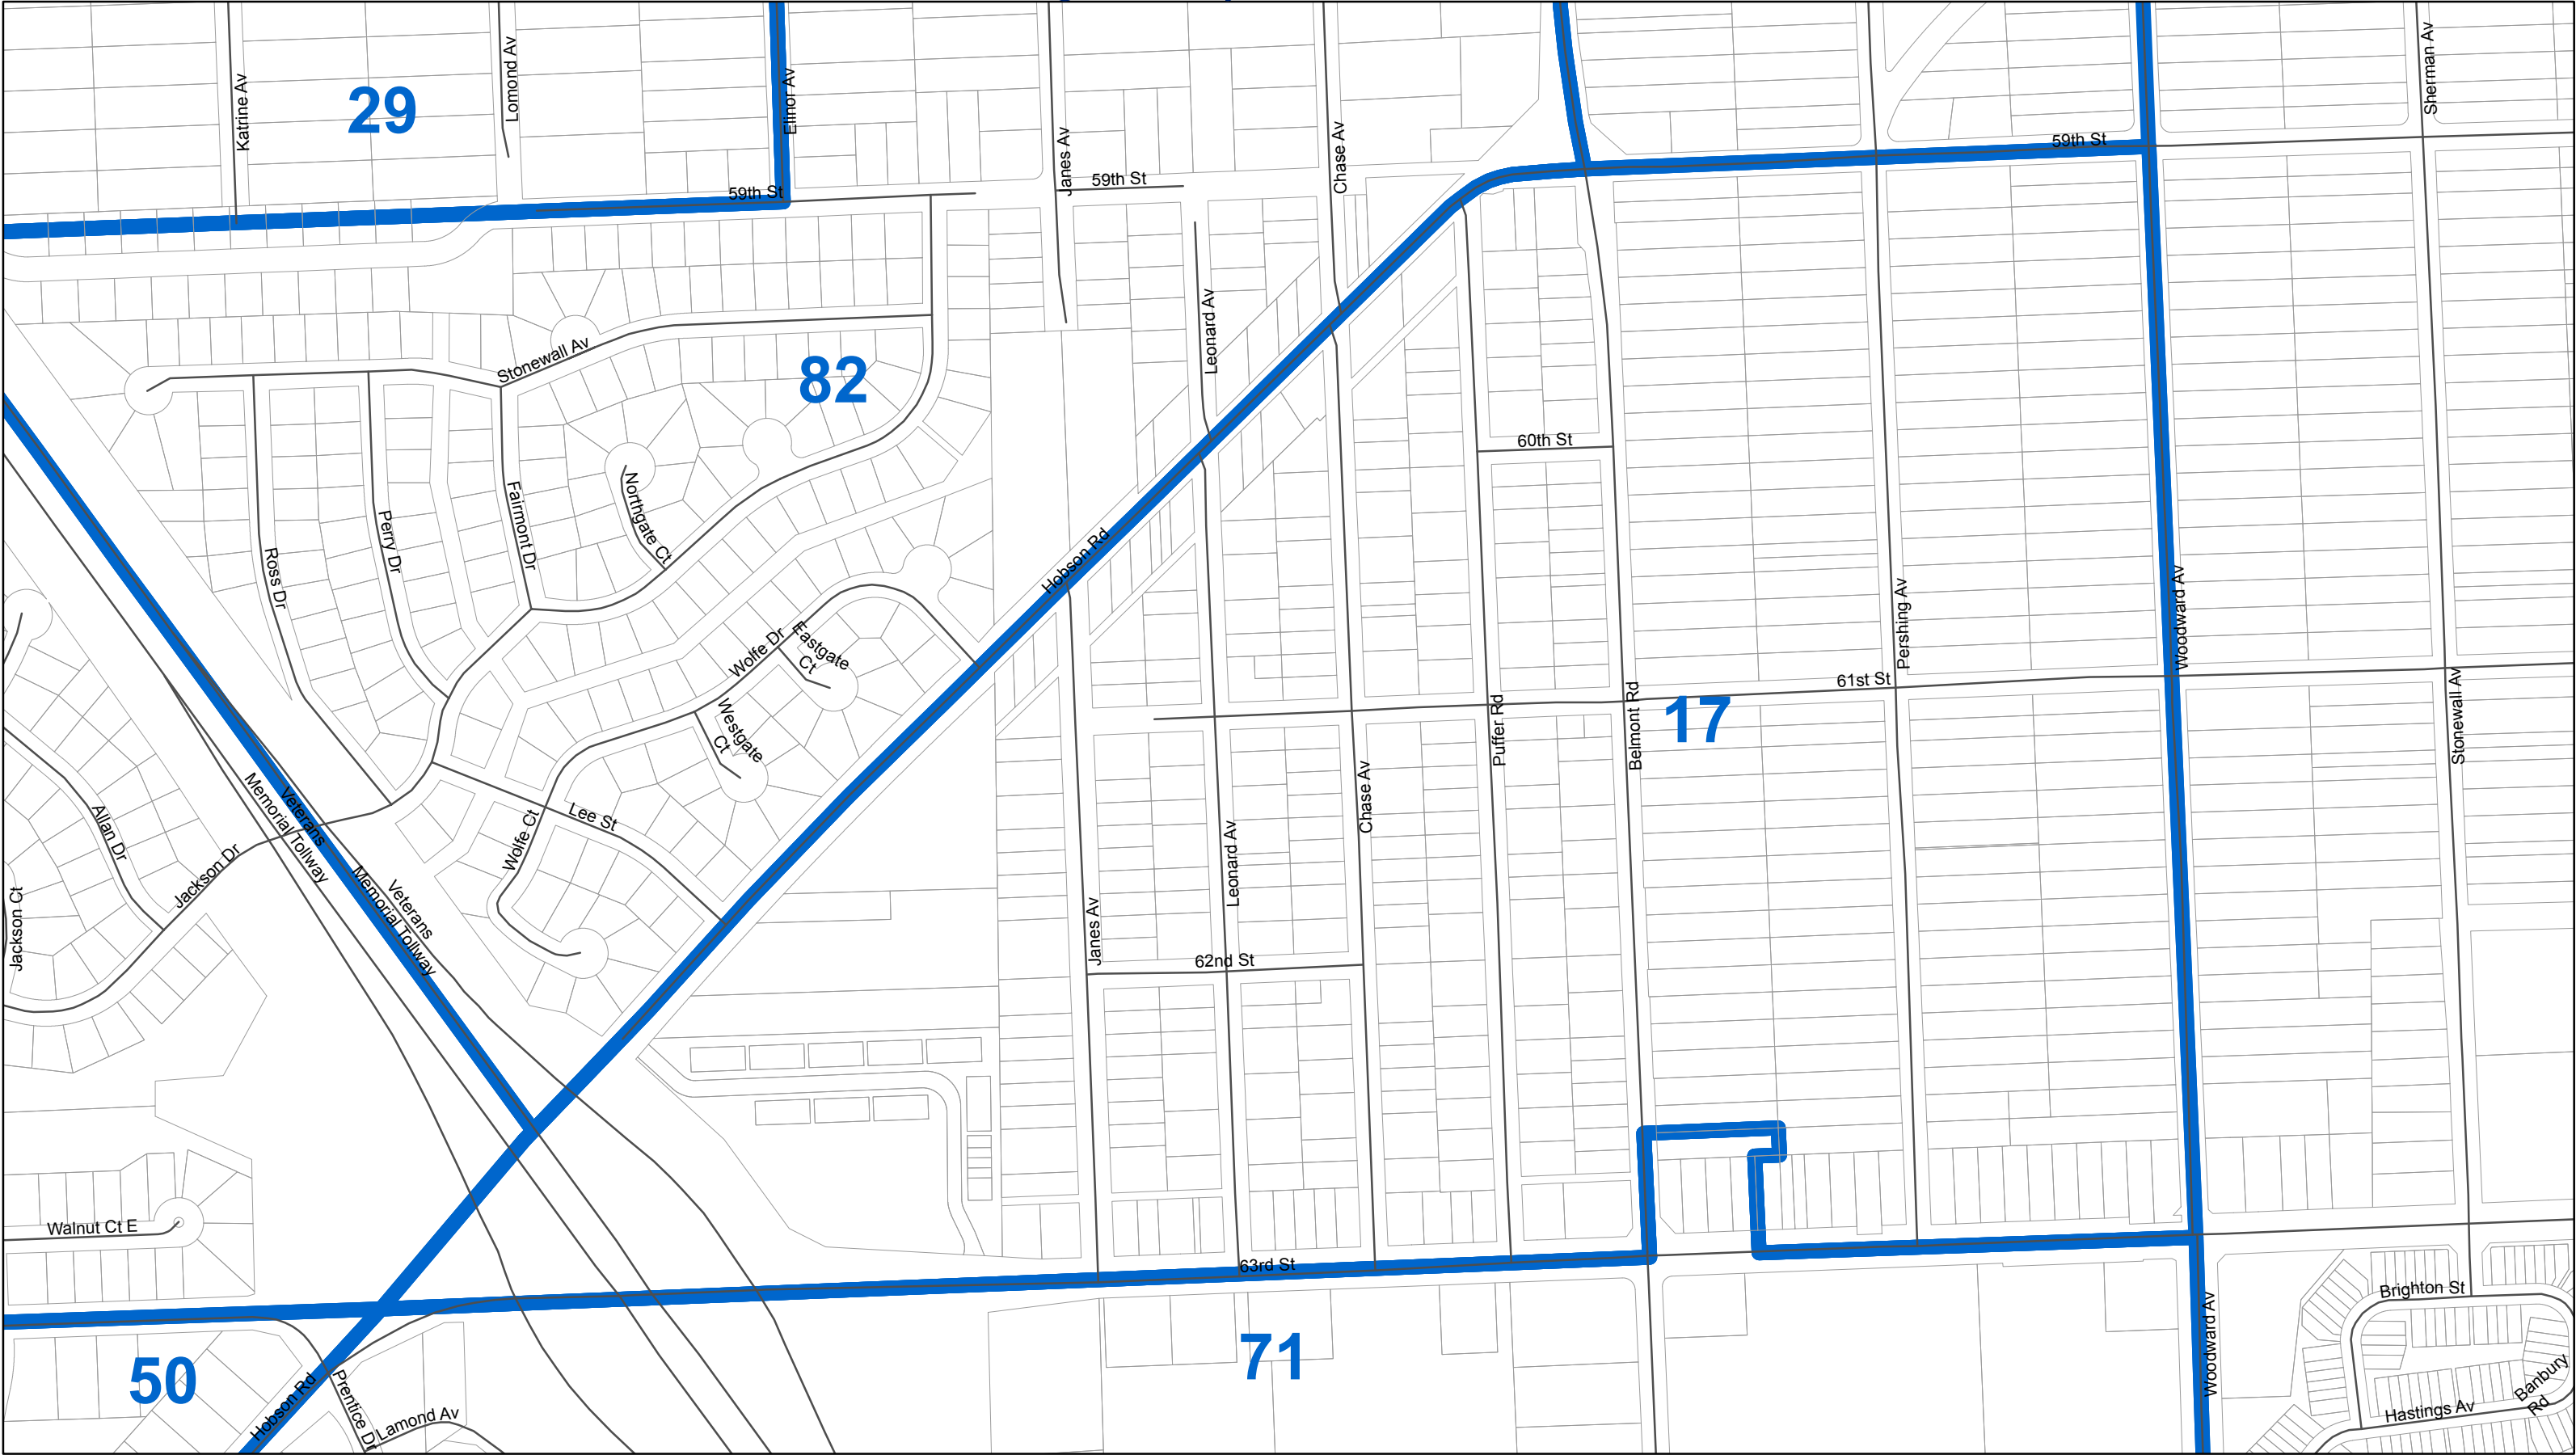 Katrine Av
29
Lomond Av
Elinor Av
59th St
Janes Av
59th St
Chase Av
59th St
Sherman Av
Stonewall Av
82
Leonard Av
60th St
Northgate Ct
Fairmont Dr
Perry Dr
Ross Dr
Hobson Rd
Wolfe Dr
Eastgate
Ct
Westgate
Ct
Pershing Av
Woodward Av
61st St
17
Puffer Rd
Belmont Rd
Stonewall Av
Chase Av
Leonard Av
Janes Av
62nd St
Veterans
Memorial Tollway
Veterans
Memorial Tollway
Allan Dr
Jackson Dr
Jackson Ct
Wolfe Ct
Lee St
Walnut Ct E
63rd St
71
50
Hobson Rd
Prentice Dr
Lamond Av
Woodward Av
Brighton St
Hastings Av
Banbury
Rd